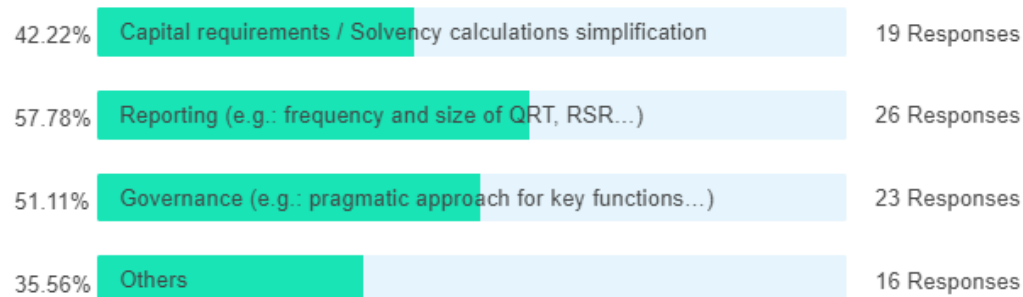 42.22% Capital requirements / Solvency calculations simplification 19 Responses
57.78% Reporting (e.g.: frequency and size of QRT, RSR...) 26 Responses
51.11% Governance (e.g.: pragmatic approach for key functions...) 23 Responses
35.56% Others 16 Responses